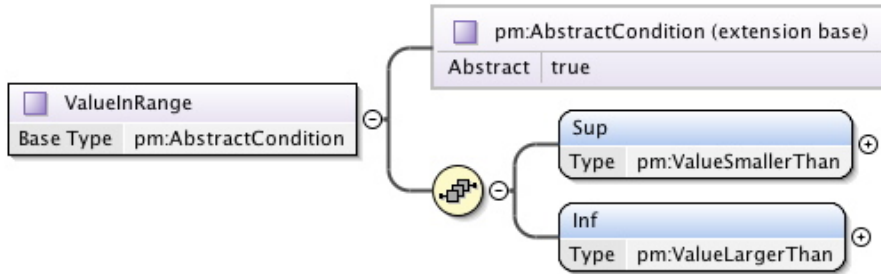 pm:AbstractCondition (extension base)
Abstract true
ValueInRange
Base Type pm:AbstractCondition
Sup
Type pm:ValueSmallerThan
Inf
Type pm:ValueLargerThan